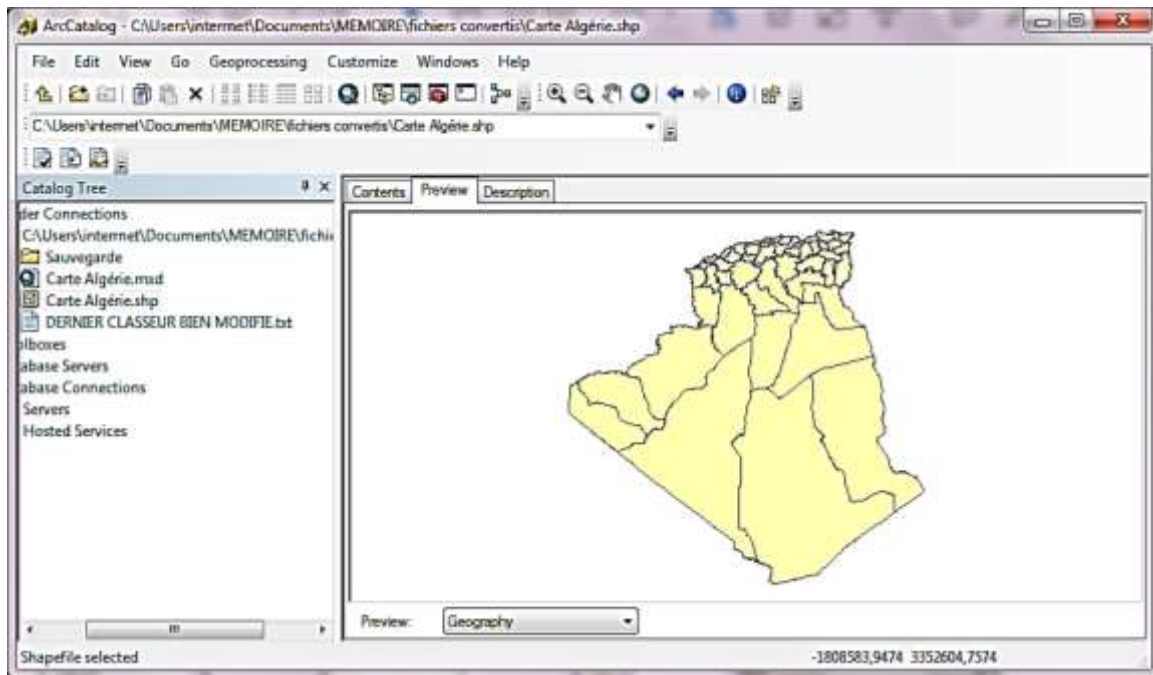 ArcCatalog - C:\Users\internet\Documents\MEMOIRE\fichiers convertis\Carte Algérie.shp
File Edit View Go Geoprocessing Customize Windows Help
C:\Users\internet\Documents\MEMOIRE\fichiers convertis\Carte Algérie.shp
Catalog Tree
Contents Preview Description
der Connections
C:\Users\internet\Documents\MEMOIRE\fichie
Sauvegarde
Carte Algérie.mxd
Carte Algérie.shp
DERNIER CLASSEUR BIEN MODIFIE.txt
olboxes
abase Servers
abase Connections
Servers
Hosted Services
Preview: Geography
Shapefile selected
-1808583,9474 3352604,7574